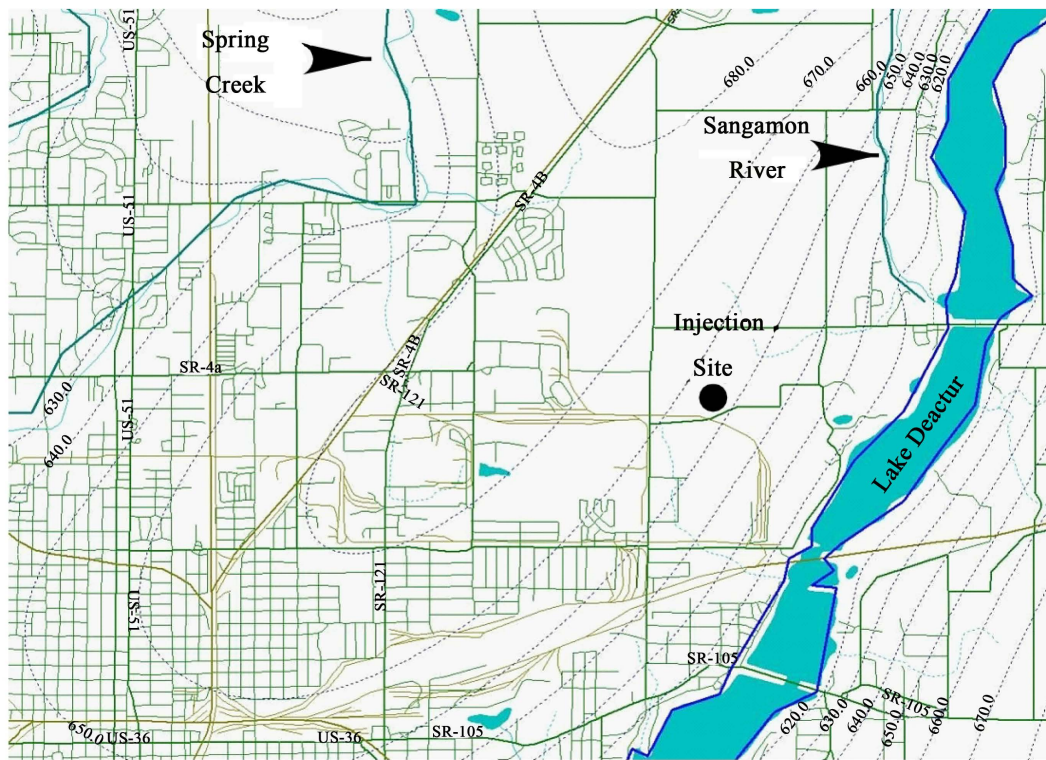 US-51
SR-
Spring
Creek
680.0
670.0
660.0
650.0
640.0
630.0
620.0
Sangamon
River
SR-4B
US-51
Injection
Site
SR-4B
SR-4a
SR-121
630.0
US-51
640.0
Lake Deactur
SR-121
US-51
SR-105
SR-105
620.0
630.0
640.0
650.0
660.0
670.0
650.0
US-36
US-36
SR-105